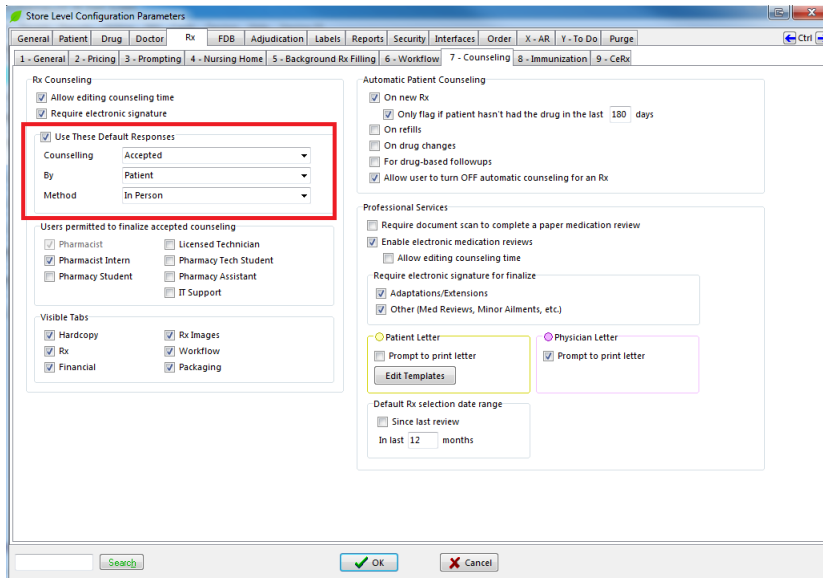 Store Level Configuration Parameters
General Patient Drug Doctor Rx FDB Adjudication Labels Reports Security Interfaces Order X - AR Y - To Do Purge Ctrl
1 - General 2 - Pricing 3 - Prompting 4 - Nursing Home 5 - Background Rx Filling 6 - Workflow 7 - Counseling 8 - Immunization 9 - CeRx
Rx Counseling
Allow editing counseling time
Require electronic signature
Use These Default Responses
Counselling Accepted
By Patient
Method In Person
Users permitted to finalize accepted counseling
Pharmacist Licensed Technician
Pharmacist Intern Pharmacy Tech Student
Pharmacy Student Pharmacy Assistant
IT Support
Visible Tabs
Hardcopy Rx Images
Rx Workflow
Financial Packaging
Automatic Patient Counseling
On new Rx
Only flag if patient hasn't had the drug in the last 180 days
On refills
On drug changes
For drug-based followups
Allow user to turn OFF automatic counseling for an Rx
Professional Services
Require document scan to complete a paper medication review
Enable electronic medication reviews
Allow editing counseling time
Require electronic signature for finalize
Adaptations/Extensions
Other (Med Reviews, Minor Ailments, etc.)
Patient Letter
Prompt to print letter
Edit Templates
Physician Letter
Prompt to print letter
Default Rx selection date range
Since last review
In last 12 months
Search OK Cancel